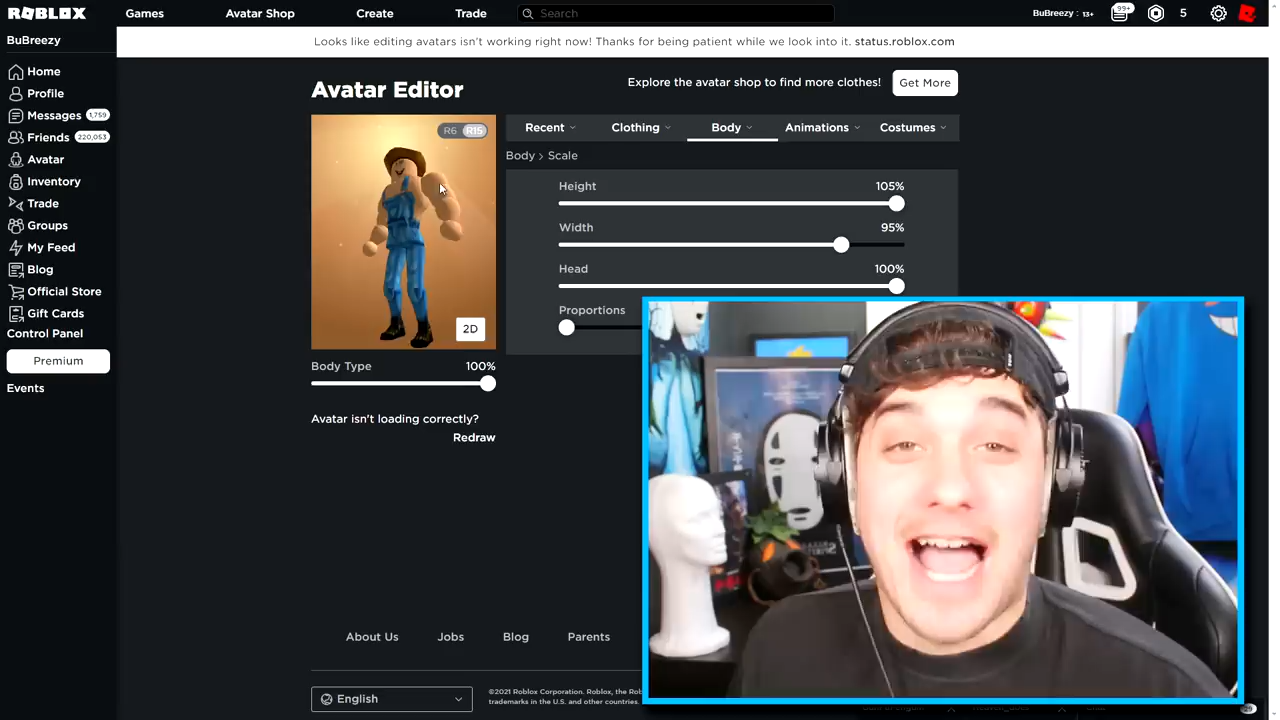 ROBLOX Games Avatar Shop Create Trade Search BuBreezy : 13+ 99+ 5
Looks like editing avatars isn't working right now! Thanks for being patient while we look into it. status.roblox.com
BuBreezy
Home
Profile
Messages 1,759
Friends 220,053
Avatar
Inventory
Trade
Groups
My Feed
Blog
Official Store
Gift Cards
Control Panel
Premium
Events
Avatar Editor
Explore the avatar shop to find more clothes! Get More
R6 R15
2D
Body Type 100%
Avatar isn't loading correctly?
Redraw
Recent Clothing Body Animations Costumes
Body > Scale
Height 105%
Width 95%
Head 100%
Proportions
About Us Jobs Blog Parents
English
©2021 Roblox Corporation. Roblox, the Rob
trademarks in the U.S. and other countries.